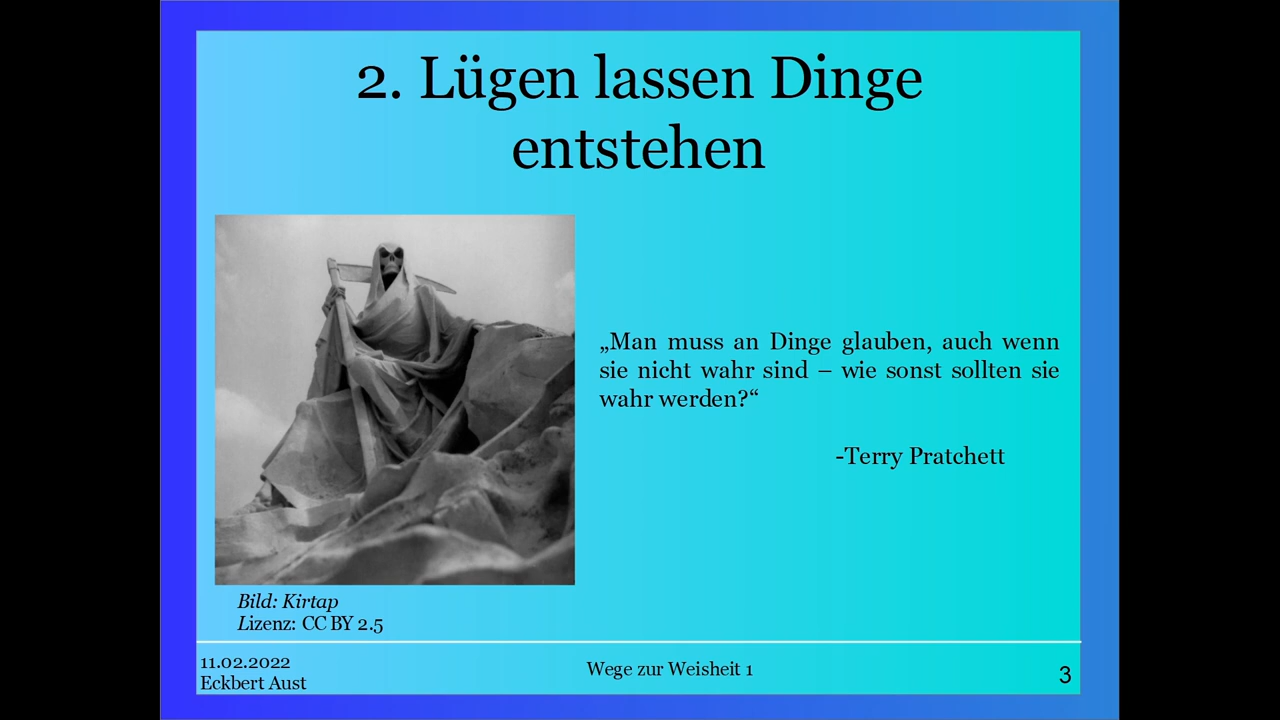 2. Lügen lassen Dinge
entstehen
„Man muss an Dinge glauben, auch wenn
sie nicht wahr sind – wie sonst sollten sie
wahr werden?“
-Terry Pratchett
Bild: Kirtap
Lizenz: CC BY 2.5
11.02.2022
Eckbert Aust
Wege zur Weisheit 1
3